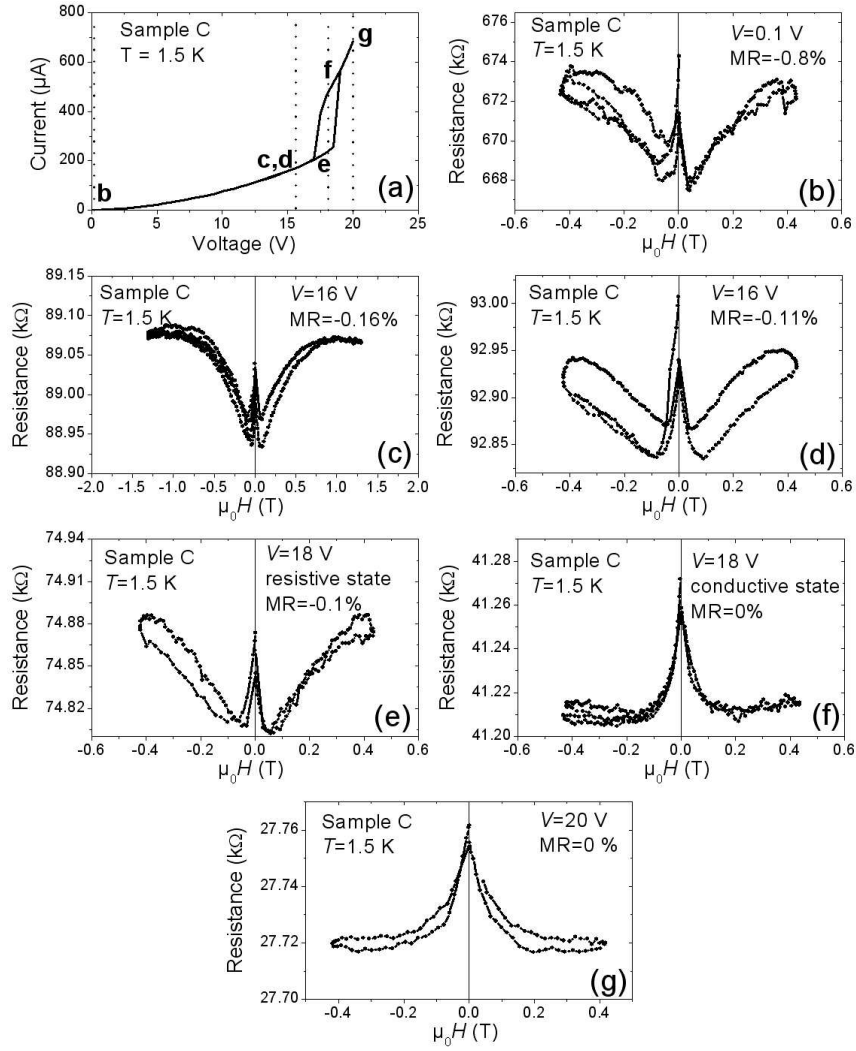 Sample C
T = 1.5 K
800
600
400
200
0
0 5 10 15 20 25
Current (μA)
Voltage (V)
b
c,d
e
f
g
(a)
Sample C
T=1.5 K
V=0.1 V
MR=-0.8%
676
672
670
668
-0.6 -0.4 -0.2 0.0 0.2 0.4 0.6
Resistance (kΩ)
μ₀H (T)
(b)
Sample C
T=1.5 K
V=16 V
MR=-0.16%
89.15
89.10
89.05
89.00
88.95
88.90
-2.0 -1.5 -1.0 -0.5 0.0 0.5 1.0 1.5 2.0
Resistance (kΩ)
μ₀H (T)
(c)
Sample C
T=1.5 K
V=16 V
MR=-0.11%
93.00
92.95
92.90
92.85
-0.6 -0.4 -0.2 0.0 0.2 0.4 0.6
Resistance (kΩ)
μ₀H (T)
(d)
Sample C
T=1.5 K
V=18 V
resistive state
MR=-0.1%
74.94
74.91
74.88
74.85
74.82
-0.6 -0.4 -0.2 0.0 0.2 0.4 0.6
Resistance (kΩ)
μ₀H (T)
(e)
Sample C
T=1.5 K
V=18 V
conductive state
MR=0%
41.28
41.26
41.24
41.22
41.20
-0.6 -0.4 -0.2 0.0 0.2 0.4 0.6
Resistance (kΩ)
μ₀H (T)
(f)
Sample C
T=1.5 K
V=20 V
MR=0 %
27.76
27.74
27.72
27.70
-0.4 -0.2 0.0 0.2 0.4
Resistance (kΩ)
μ₀H (T)
(g)